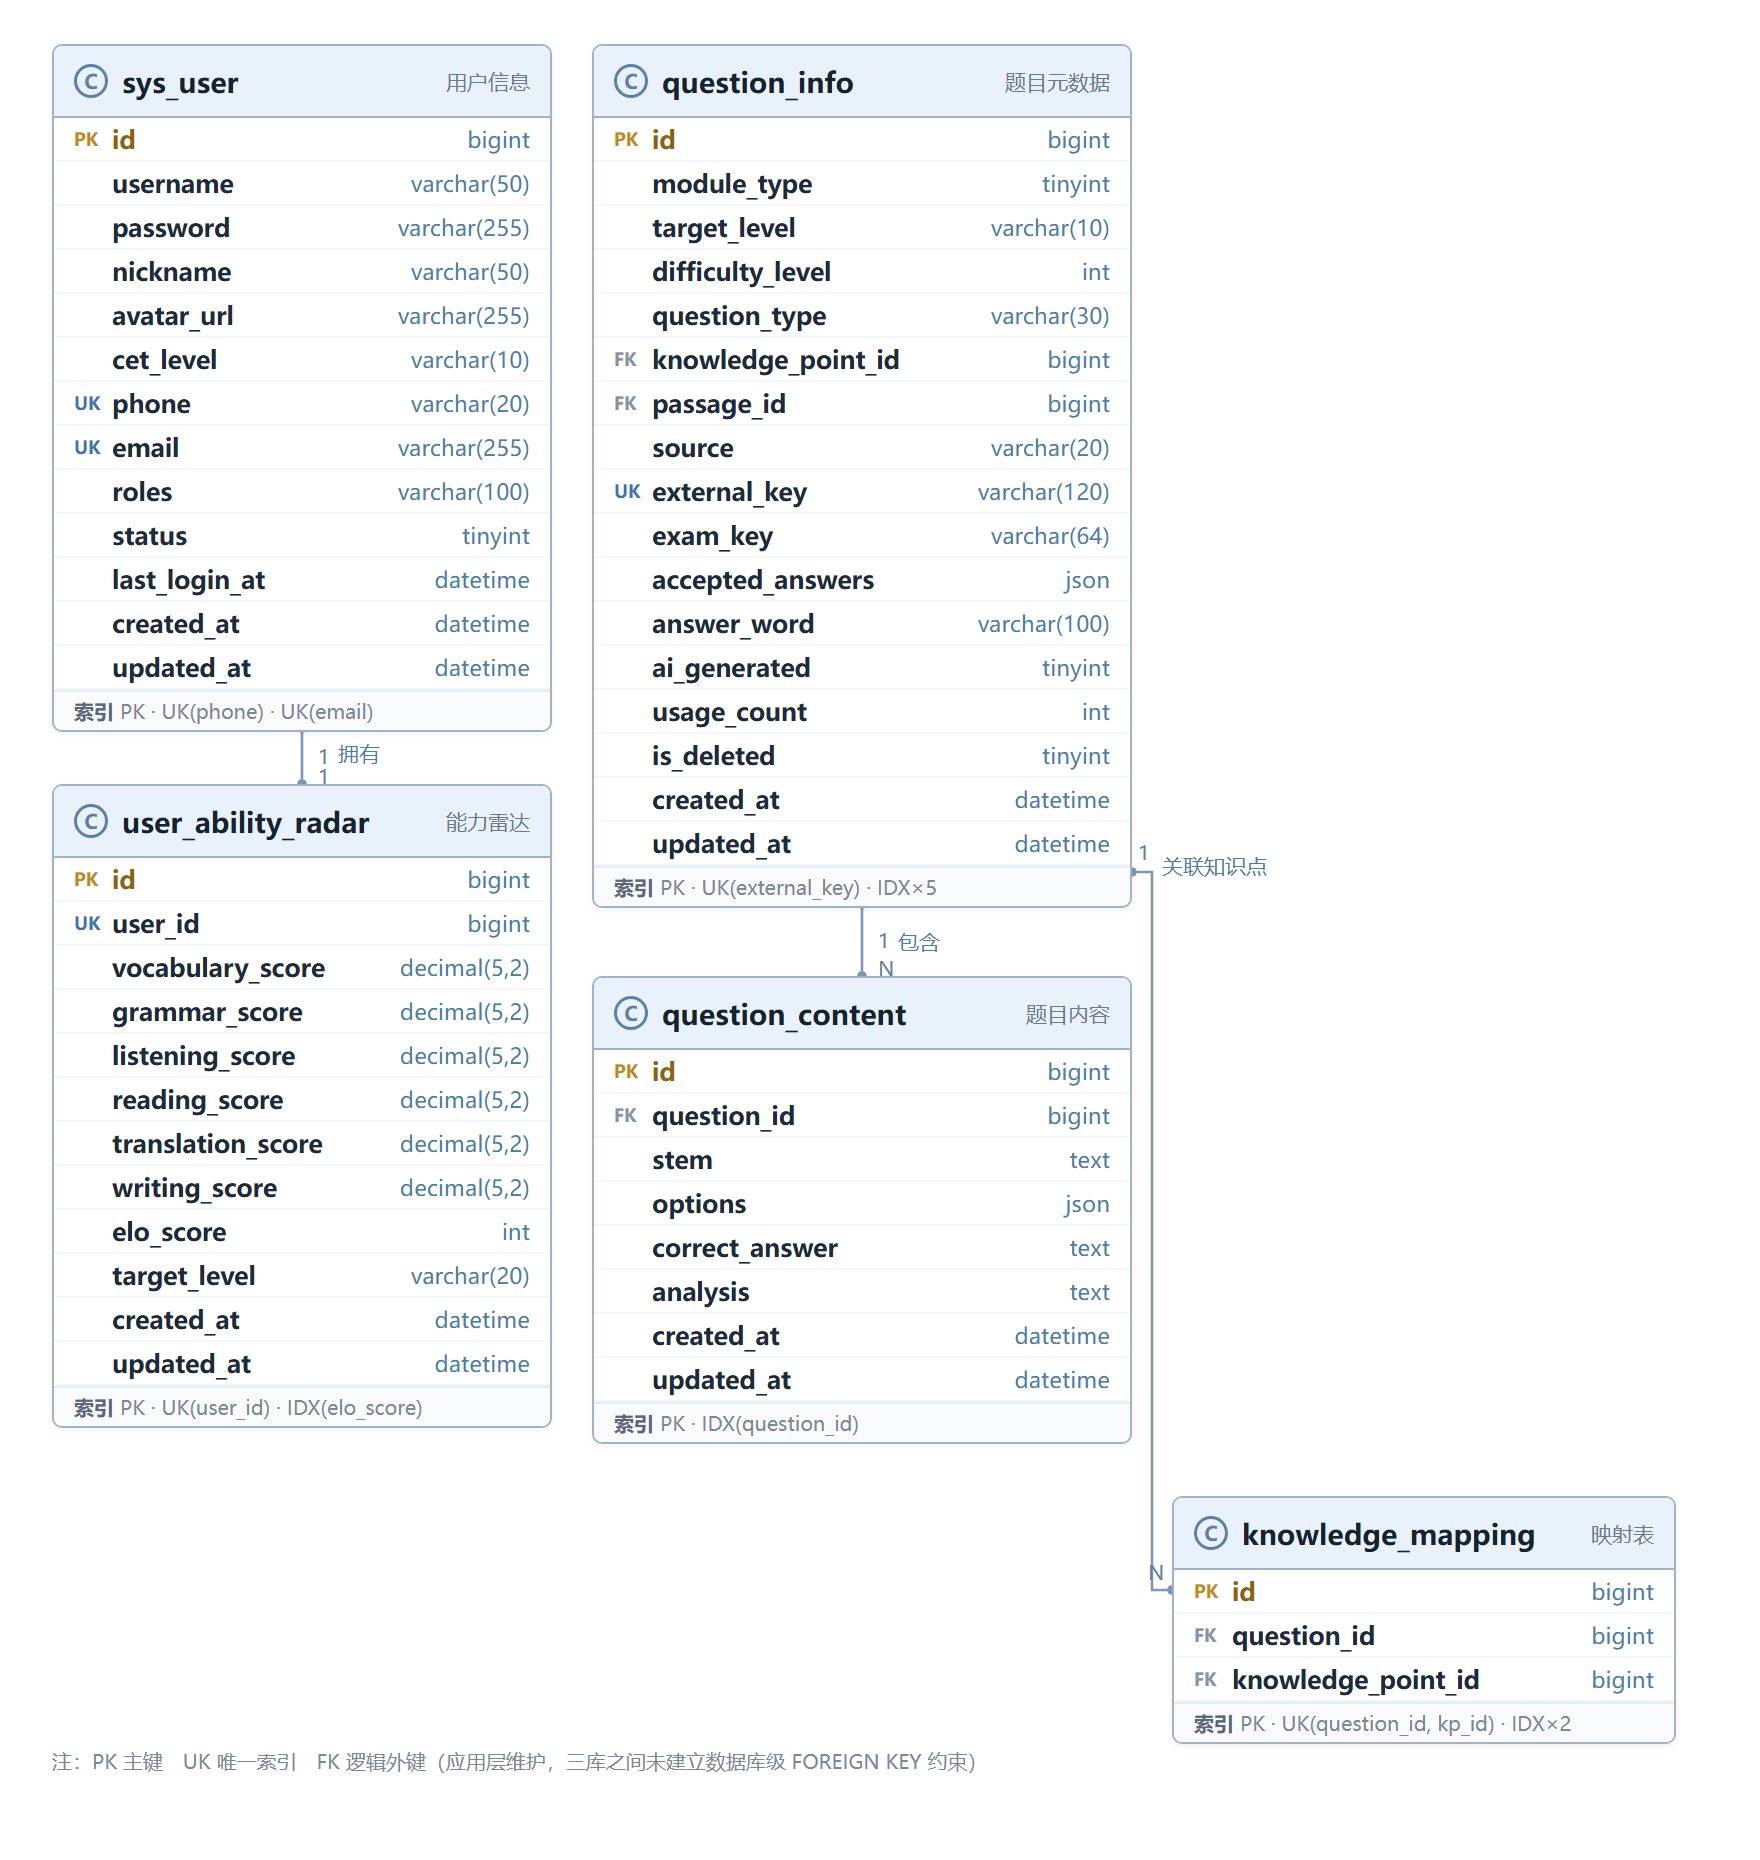 C sys_user 用户信息
PK id bigint
username varchar(50)
password varchar(255)
nickname varchar(50)
avatar_url varchar(255)
cet_level varchar(10)
UK phone varchar(20)
UK email varchar(255)
roles varchar(100)
status tinyint
last_login_at datetime
created_at datetime
updated_at datetime
索引 PK · UK(phone) · UK(email)
1 拥有
1
C user_ability_radar 能力雷达
PK id bigint
UK user_id bigint
vocabulary_score decimal(5,2)
grammar_score decimal(5,2)
listening_score decimal(5,2)
reading_score decimal(5,2)
translation_score decimal(5,2)
writing_score decimal(5,2)
elo_score int
target_level varchar(20)
created_at datetime
updated_at datetime
索引 PK · UK(user_id) · IDX(elo_score)
C question_info 题目元数据
PK id bigint
module_type tinyint
target_level varchar(10)
difficulty_level int
question_type varchar(30)
FK knowledge_point_id bigint
FK passage_id bigint
source varchar(20)
UK external_key varchar(120)
exam_key varchar(64)
accepted_answers json
answer_word varchar(100)
ai_generated tinyint
usage_count int
is_deleted tinyint
created_at datetime
updated_at datetime
索引 PK · UK(external_key) · IDX×5
1 包含
N
C question_content 题目内容
PK id bigint
FK question_id bigint
stem text
options json
correct_answer text
analysis text
created_at datetime
updated_at datetime
索引 PK · IDX(question_id)
1 关联知识点
N
C knowledge_mapping 映射表
PK id bigint
FK question_id bigint
FK knowledge_point_id bigint
索引 PK · UK(question_id, kp_id) · IDX×2
注：PK 主键 UK 唯一索引 FK 逻辑外键（应用层维护，三库之间未建立数据库级 FOREIGN KEY 约束）